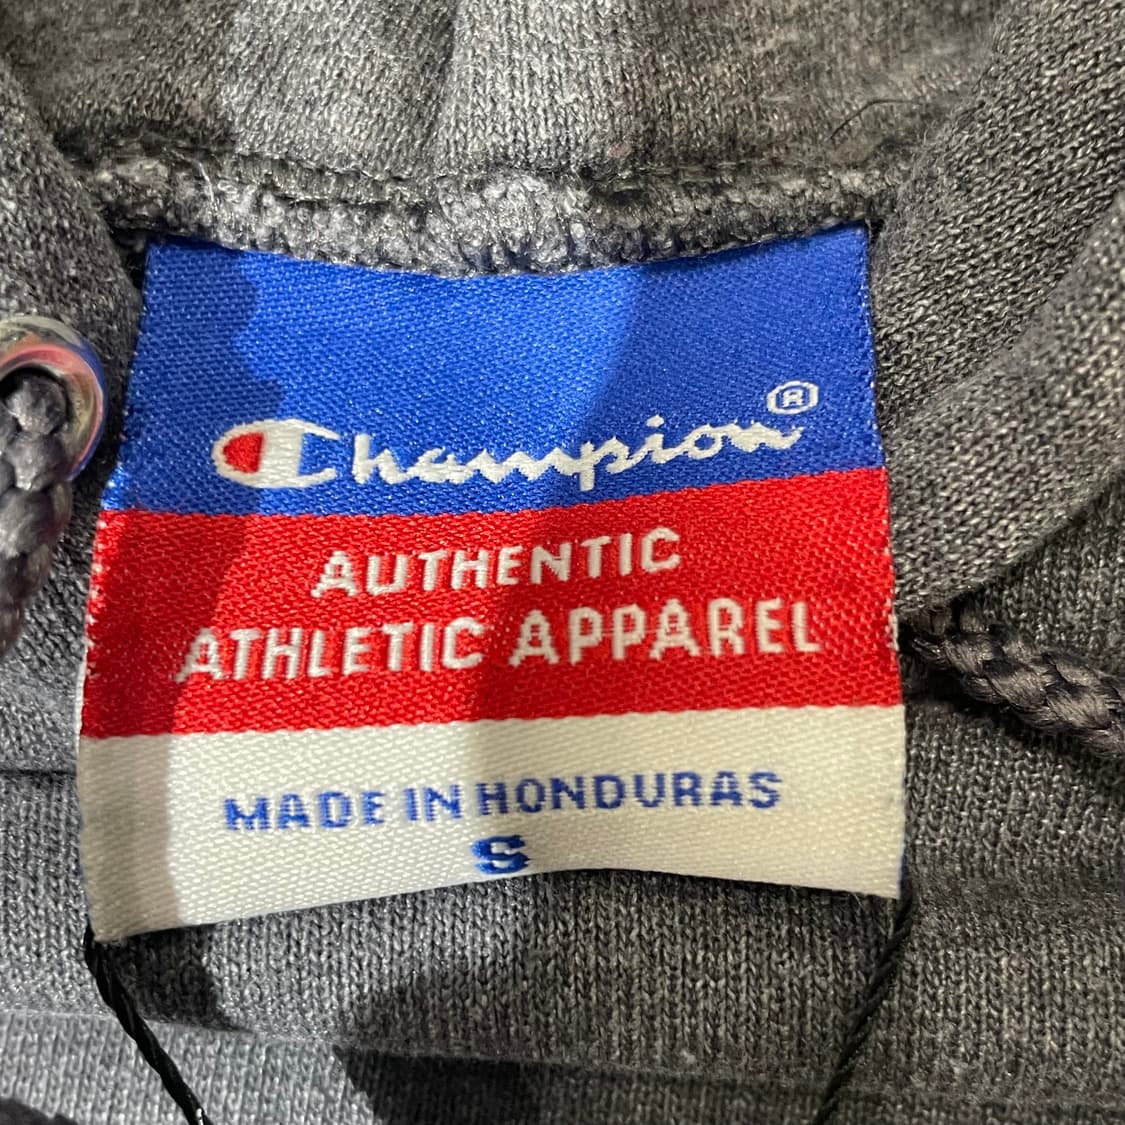 Champion®
AUTHENTIC
ATHLETIC APPAREL
MADE IN HONDURAS
S